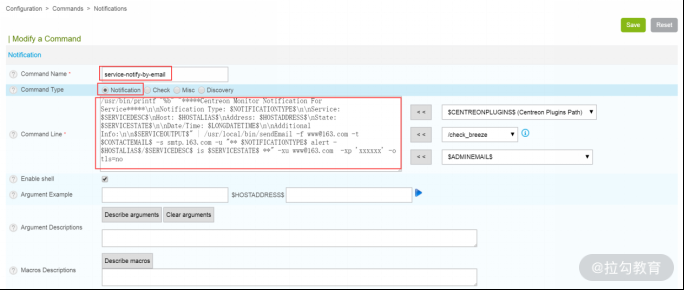 Configuration > Commands > Notifications
Save Reset
| Modify a Command
Notification
Command Name * service-notify-by-email
Command Type Notification Check Misc Discovery
/usr/bin/printf "%b" "*****Centreon Monitor Notification For
Service*****\n\nNotification Type: $NOTIFICATIONTYPE$\n\nService:
$SERVICEDESC$\nHost: $HOSTALIAS$\nAddress: $HOSTADDRESS$\nState:
$SERVICESTATE$\n\nDate/Time: $LONGDATETIME$\n\nAdditional
Info:\n\n$SERVICEOUTPUT$" | /usr/local/bin/sendEmail -f www@163.com -t
$CONTACTEMAIL$ -s smtp.163.com -u "** $NOTIFICATIONTYPE$ alert -
$HOSTALIAS$/$SERVICEDESC$ is $SERVICESTATE$ **" -xu www@163.com -xp 'xxxxxx' -o
tls=no
Command Line *
<< $CENTREONPLUGINS$ (Centreon Plugins Path)
<< /check_breeze
<< $ADMINEMAIL$
Enable shell
Argument Example $HOSTADDRESS$
Describe arguments Clear arguments
Argument Descriptions
Describe macros
Macros Descriptions
@拉勾教育